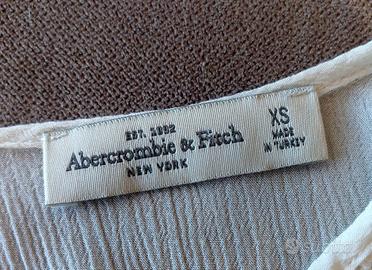 EST. 1892
Abercrombie & Fitch
NEW YORK
XS
MADE
IN TURKEY